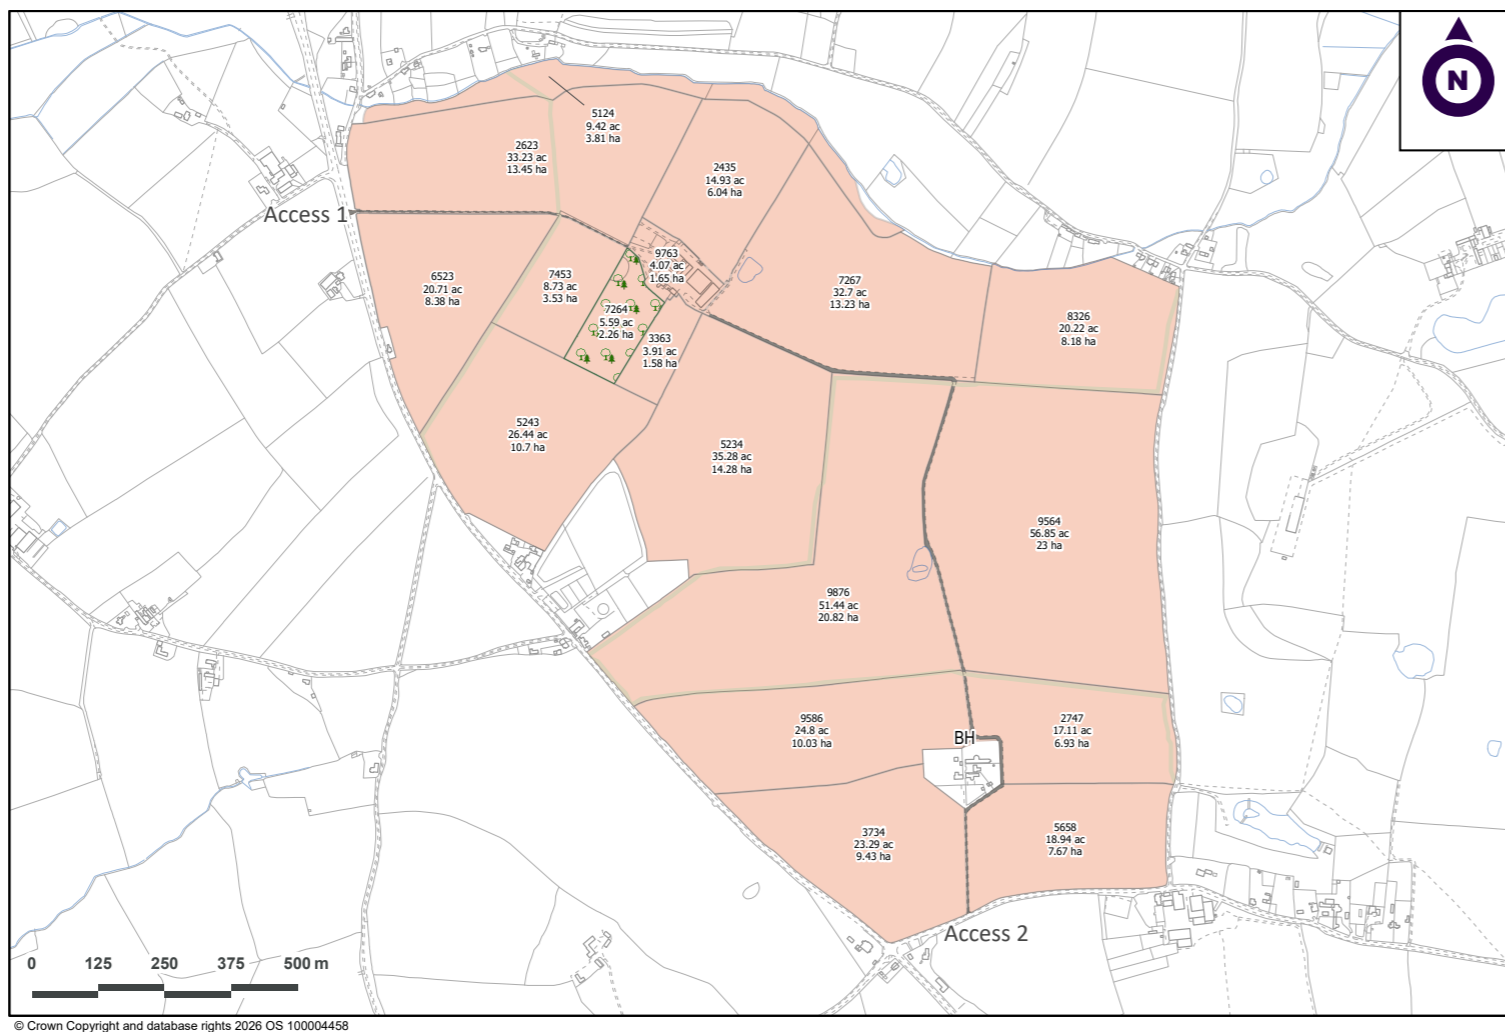 N
5124
9.42 ac
3.81 ha
2623
33.23 ac
13.45 ha
2435
14.93 ac
6.04 ha
Access 1
9763
4.07 ac
1.65 ha
6523
20.71 ac
8.38 ha
7453
8.73 ac
3.53 ha
7267
32.7 ac
13.23 ha
7264
5.59 ac
2.26 ha
8326
20.22 ac
8.18 ha
3363
3.91 ac
1.58 ha
5243
26.44 ac
10.7 ha
5234
35.28 ac
14.28 ha
9564
56.85 ac
23 ha
9876
51.44 ac
20.82 ha
9586
24.8 ac
10.03 ha
2747
17.11 ac
6.93 ha
BH
3734
23.29 ac
9.43 ha
5658
18.94 ac
7.67 ha
Access 2
0 125 250 375 500 m
© Crown Copyright and database rights 2026 OS 100004458